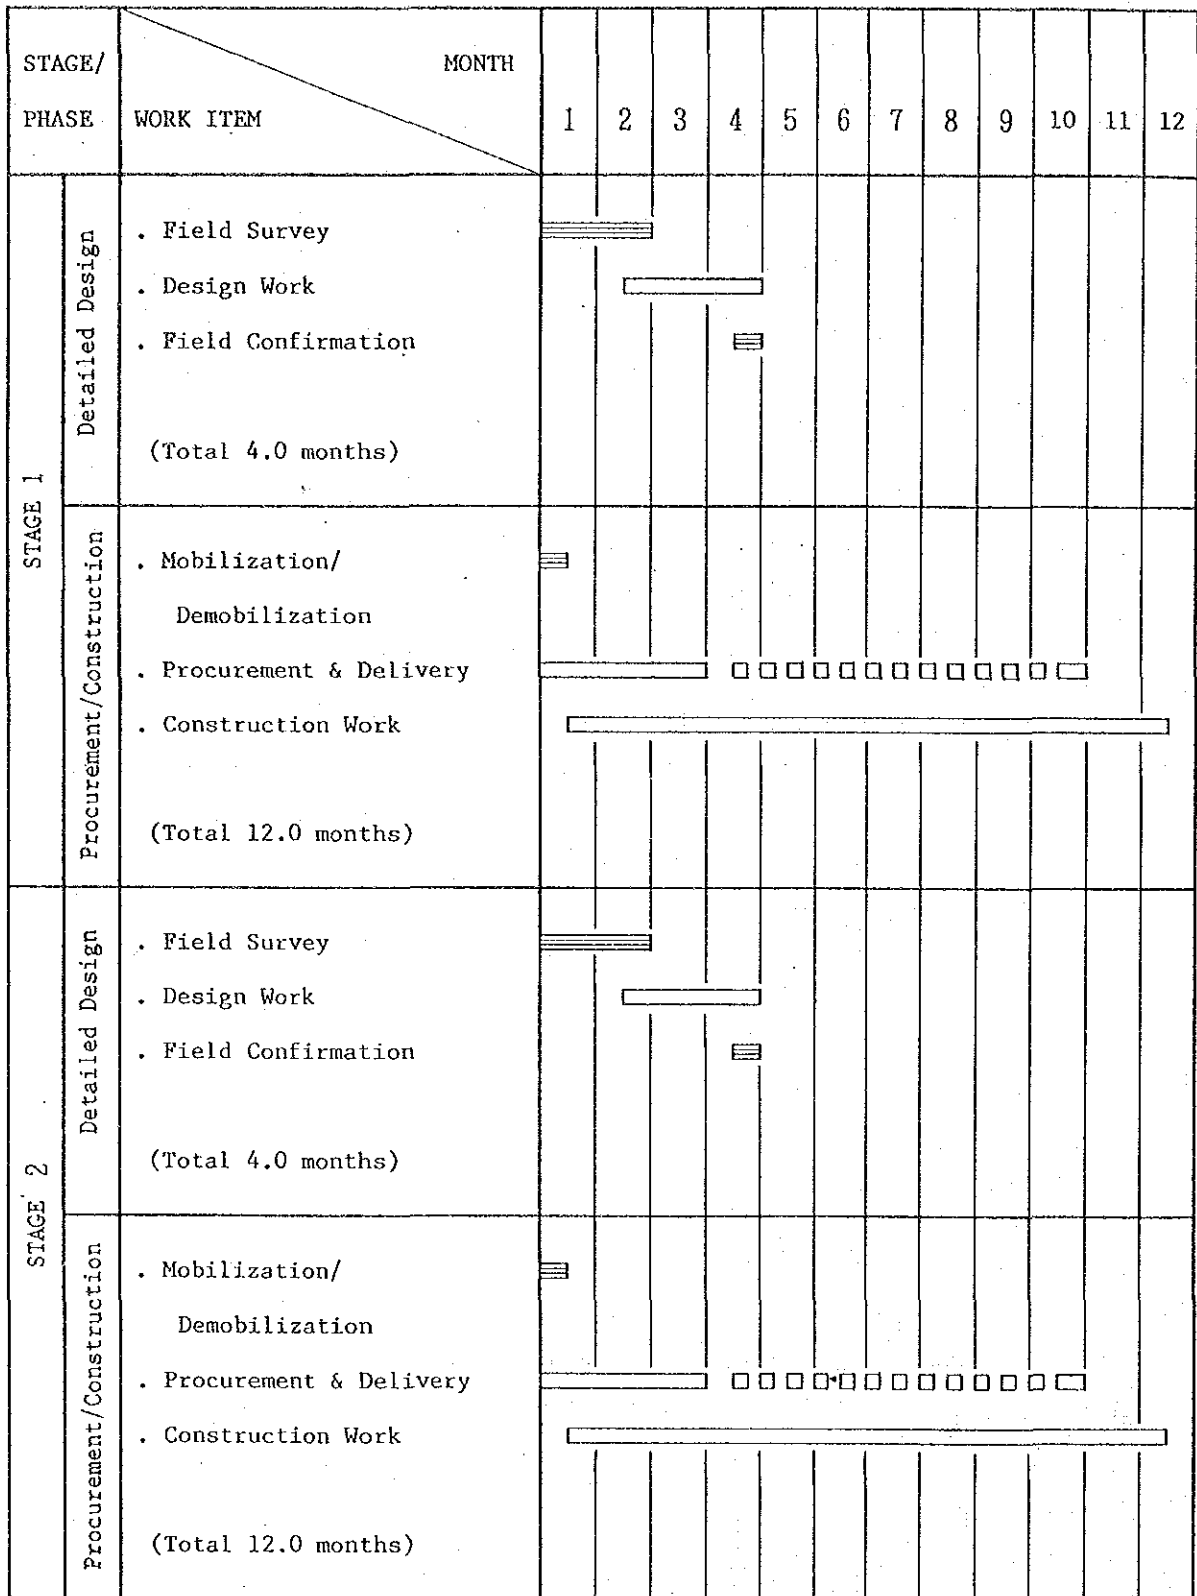 STAGE/ MONTH
PHASE WORK ITEM 1 2 3 4 5 6 7 8 9 10 11 12
STAGE 1
Detailed Design
. Field Survey
. Design Work
. Field Confirmation
(Total 4.0 months)
Procurement/Construction
. Mobilization/
Demobilization
. Procurement & Delivery
. Construction Work
(Total 12.0 months)
STAGE 2
Detailed Design
. Field Survey
. Design Work
. Field Confirmation
(Total 4.0 months)
Procurement/Construction
. Mobilization/
Demobilization
. Procurement & Delivery
. Construction Work
(Total 12.0 months)